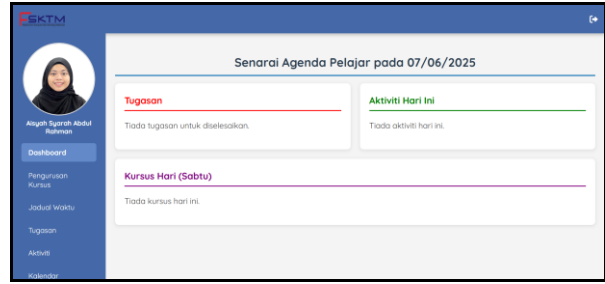 ESKTM
Aisyah Syarah Abdul
Rahman
Dashboard
Pengurusan
Kursus
Jadual Waktu
Tugasan
Aktiviti
Kalendar
Senarai Agenda Pelajar pada 07/06/2025
Tugasan
Tiada tugasan untuk diselesaikan.
Aktiviti Hari Ini
Tiada aktiviti hari ini.
Kursus Hari (Sabtu)
Tiada kursus hari ini.